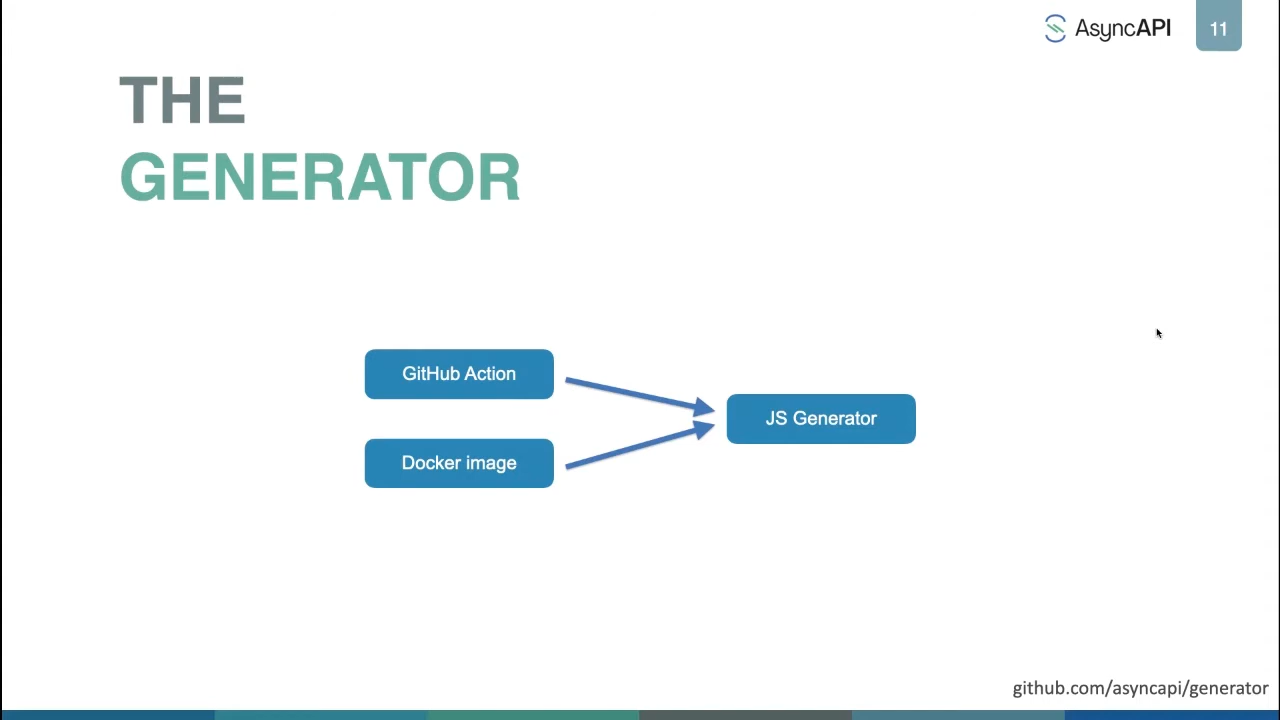 AsyncAPI
11
THE
GENERATOR
GitHub Action
JS Generator
Docker image
github.com/asyncapi/generator